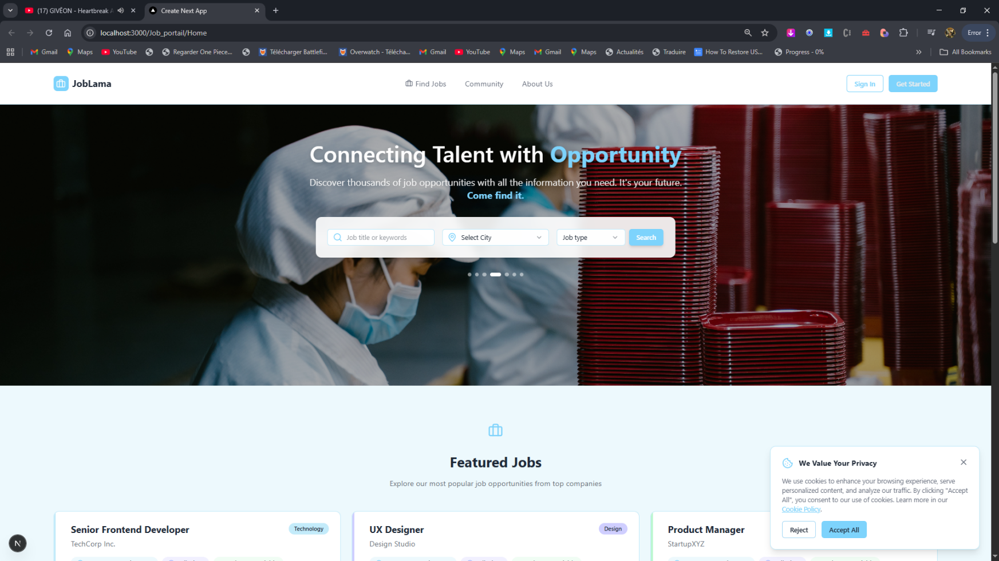 (17) GIVĒON - Heartbreak A
Create Next App
localhost:3000/Job_portail/Home
Error
Gmail
Maps
YouTube
Regarder One Piece...
Télécharger Battlefi...
Overwatch - Télécha...
Gmail
YouTube
Maps
Gmail
Maps
Actualités
Traduire
How To Restore US...
Progress - 0%
All Bookmarks
JobLama
Find Jobs
Community
About Us
Sign In
Get Started
Connecting Talent with Opportunity
Discover thousands of job opportunities with all the information you need. It's your future.
Come find it.
Job title or keywords
Select City
Job type
Search
Featured Jobs
Explore our most popular job opportunities from top companies
Senior Frontend Developer
Technology
TechCorp Inc.
UX Designer
Design
Design Studio
Product Manager
StartupXYZ
We Value Your Privacy
We use cookies to enhance your browsing experience, serve
personalized content, and analyze our traffic. By clicking "Accept
All", you consent to our use of cookies. Learn more in our
Cookie Policy.
Reject
Accept All
N